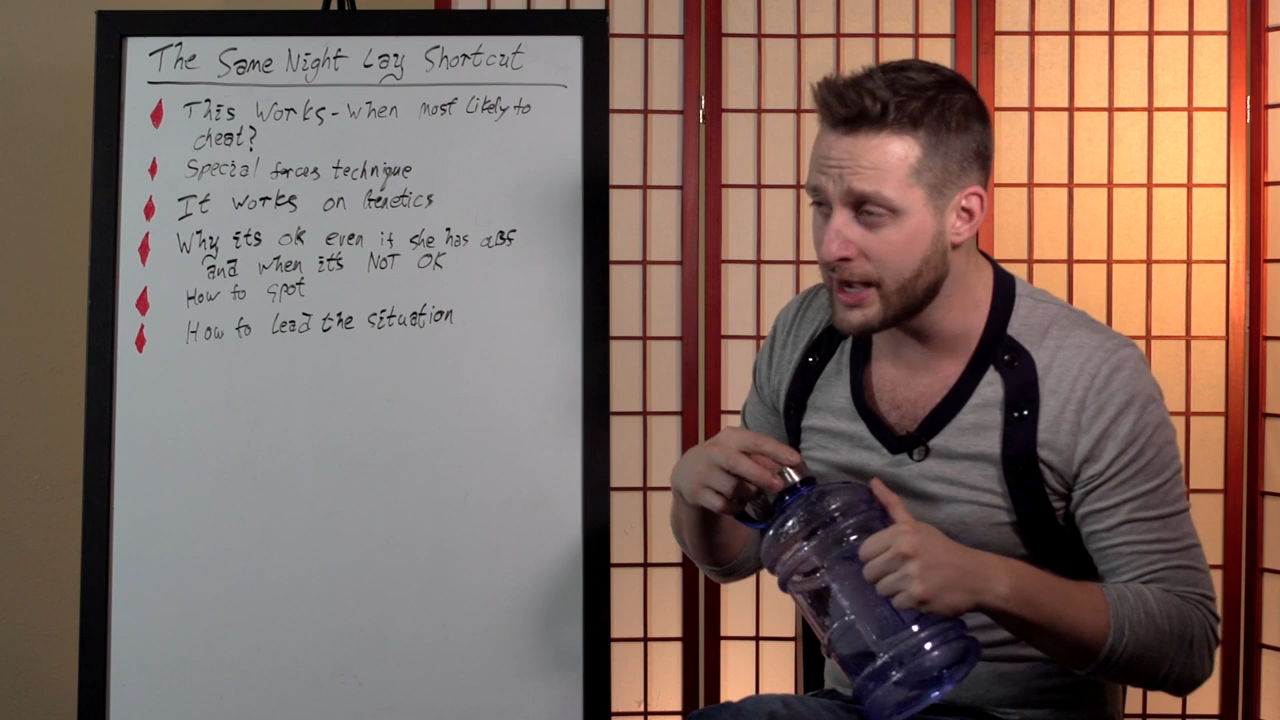 The Same Night Lay Shortcut
This Works - When most likely to
cheat?
Special forces technique
It works on Genetics
Why its ok even if she has aBF
and when it's NOT OK
How to spot
How to lead the situation